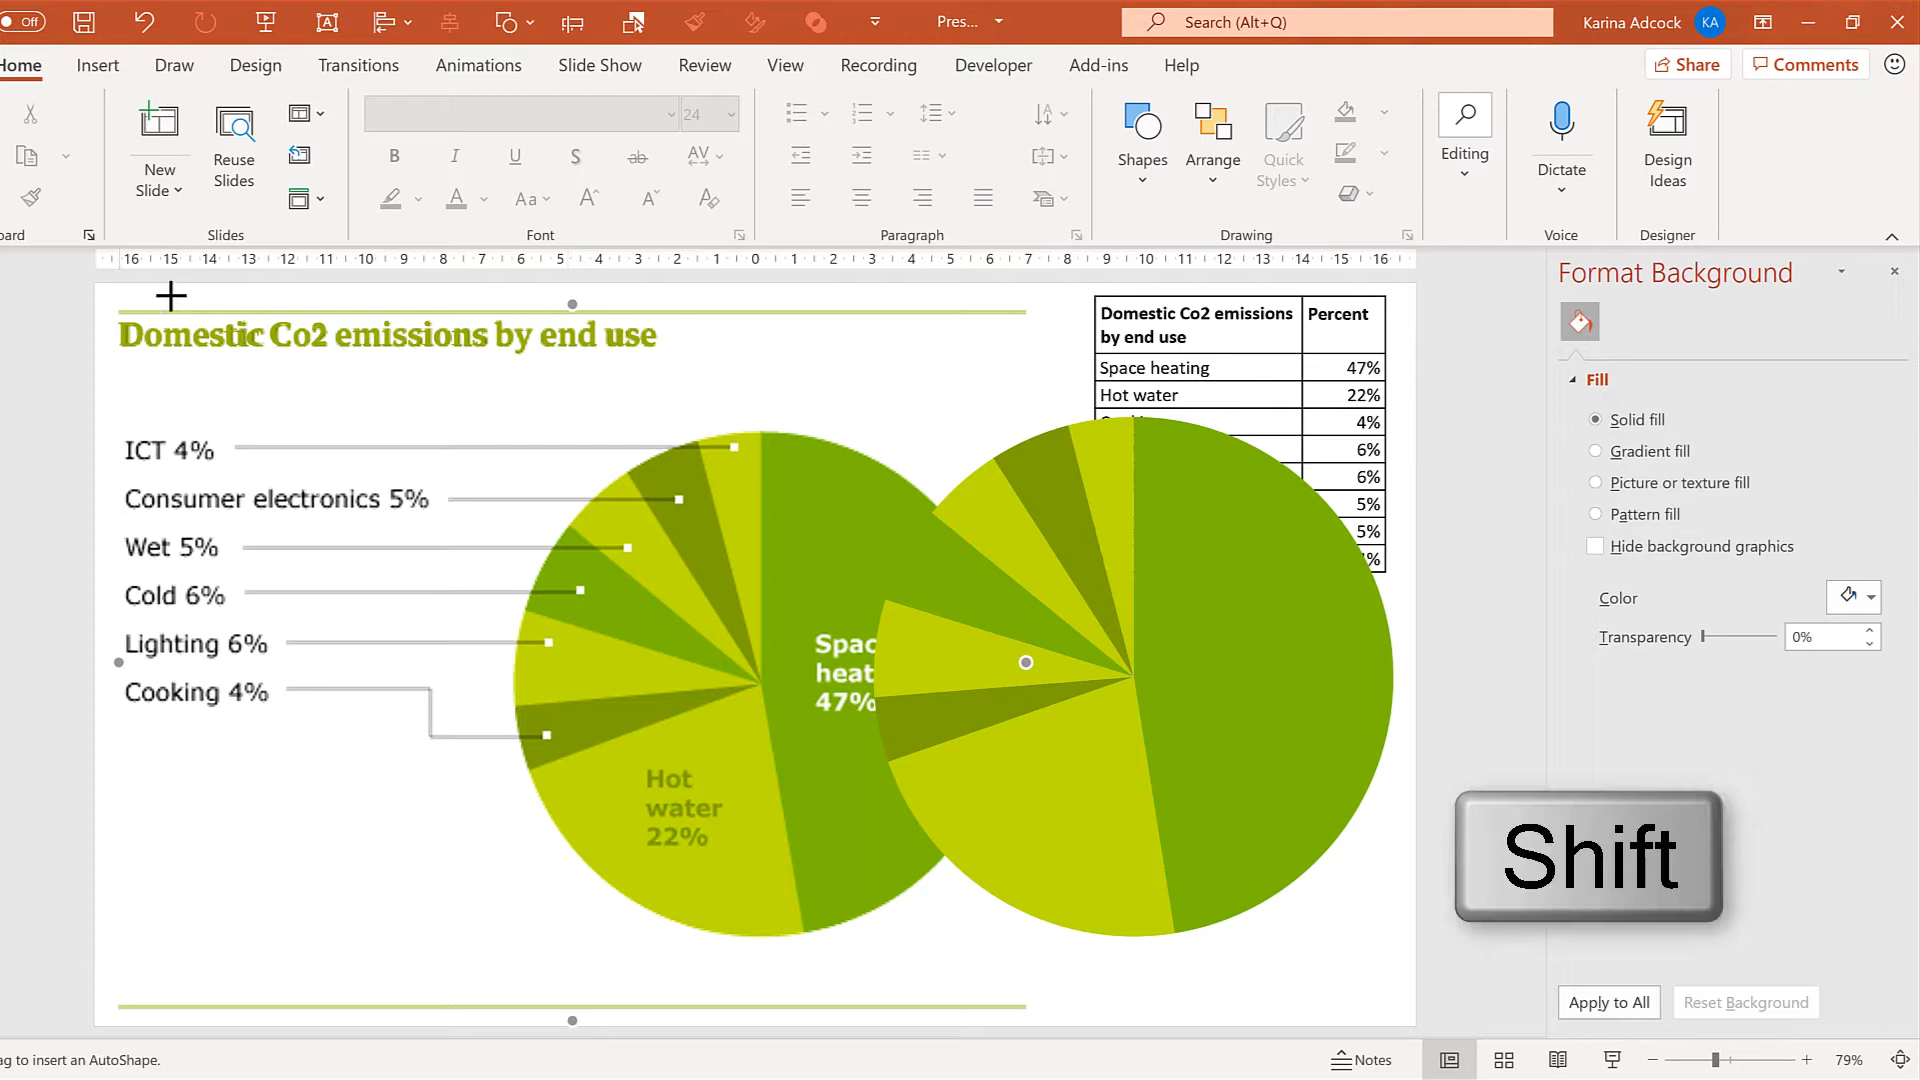 Off
Pres...
Search (Alt+Q)
Karina Adcock
KA
Home
Insert
Draw
Design
Transitions
Animations
Slide Show
Review
View
Recording
Developer
Add-ins
Help
Share
Comments
New Slide
Reuse Slides
24
B I U S ab AV
A Aa A A
Shapes
Arrange
Quick Styles
Editing
Dictate
Design Ideas
oard
Slides
Font
Paragraph
Drawing
Voice
Designer
16 15 14 13 12 11 10 9 8 7 6 5 4 3 2 1 0 1 2 3 4 5 6 7 8 9 10 11 12 13 14 15 16
Domestic Co2 emissions by end use
ICT 4%
Consumer electronics 5%
Wet 5%
Cold 6%
Lighting 6%
Cooking 4%
Spac
heat
47%
Hot
water
22%
Domestic Co2 emissions Percent
by end use
Space heating 47%
Hot water 22%
4%
6%
6%
5%
5%
%
Format Background
Fill
Solid fill
Gradient fill
Picture or texture fill
Pattern fill
Hide background graphics
Color
Transparency 0%
Shift
Apply to All
Reset Background
ag to insert an AutoShape.
Notes
79%